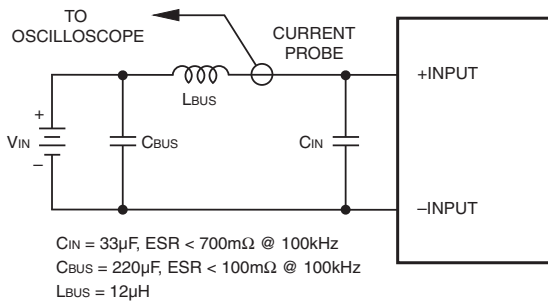 TO
OSCILLOSCOPE
CURRENT
PROBE
+INPUT
LBUS
+
VIN
CBUS
CIN
−
−INPUT
CIN = 33µF, ESR < 700mΩ @ 100kHz
CBUS = 220µF, ESR < 100mΩ @ 100kHz
LBUS = 12µH